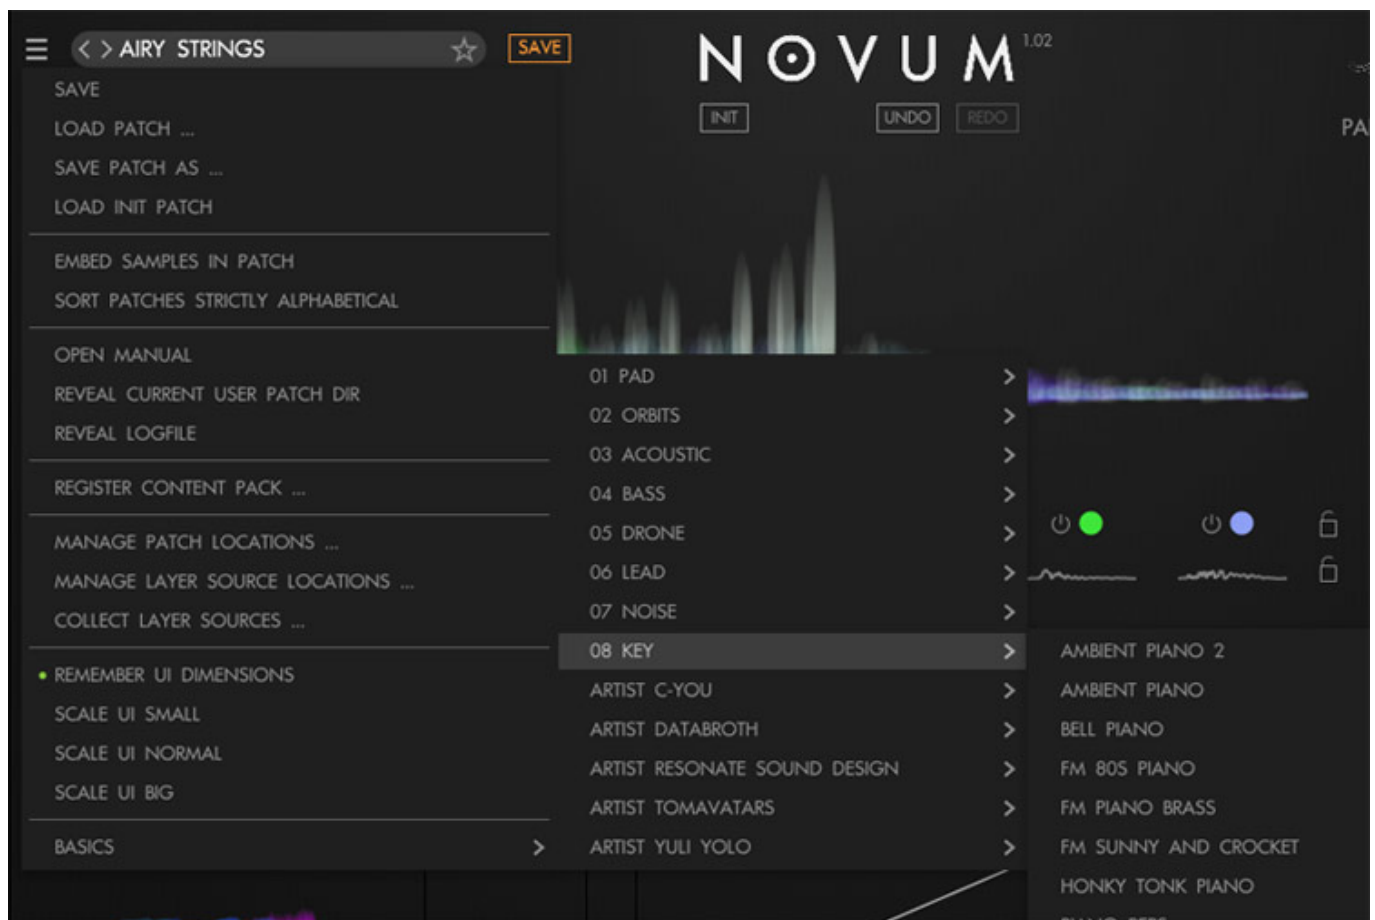 AIRY STRINGS
SAVE
NOVUM 1.02
INIT
UNDO
REDO
PA
SAVE
LOAD PATCH ...
SAVE PATCH AS ...
LOAD INIT PATCH
EMBED SAMPLES IN PATCH
SORT PATCHES STRICTLY ALPHABETICAL
OPEN MANUAL
REVEAL CURRENT USER PATCH DIR
REVEAL LOGFILE
REGISTER CONTENT PACK ...
MANAGE PATCH LOCATIONS ...
MANAGE LAYER SOURCE LOCATIONS ...
COLLECT LAYER SOURCES ...
REMEMBER UI DIMENSIONS
SCALE UI SMALL
SCALE UI NORMAL
SCALE UI BIG
BASICS
01 PAD
02 ORBITS
03 ACOUSTIC
04 BASS
05 DRONE
06 LEAD
07 NOISE
08 KEY
ARTIST C-YOU
ARTIST DATABROTH
ARTIST RESONATE SOUND DESIGN
ARTIST TOMAVATARS
ARTIST YULI YOLO
AMBIENT PIANO 2
AMBIENT PIANO
BELL PIANO
FM 80S PIANO
FM PIANO BRASS
FM SUNNY AND CROCKET
HONKY TONK PIANO